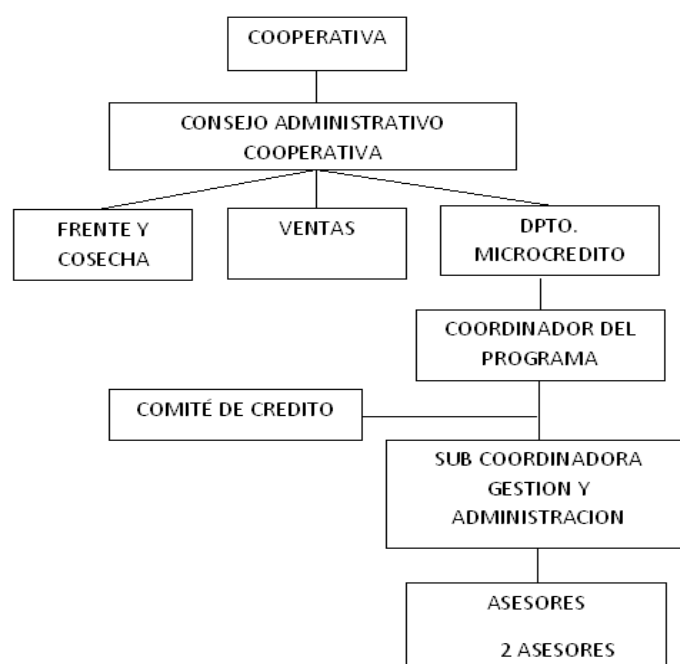 COOPERATIVA
CONSEJO ADMINISTRATIVO
COOPERATIVA
FRENTE Y
COSECHA
VENTAS
DPTO.
MICROCREDITO
COORDINADOR DEL
PROGRAMA
COMITÉ DE CREDITO
SUB COORDINADORA
GESTION Y
ADMINISTRACION
ASESORES
2 ASESORES